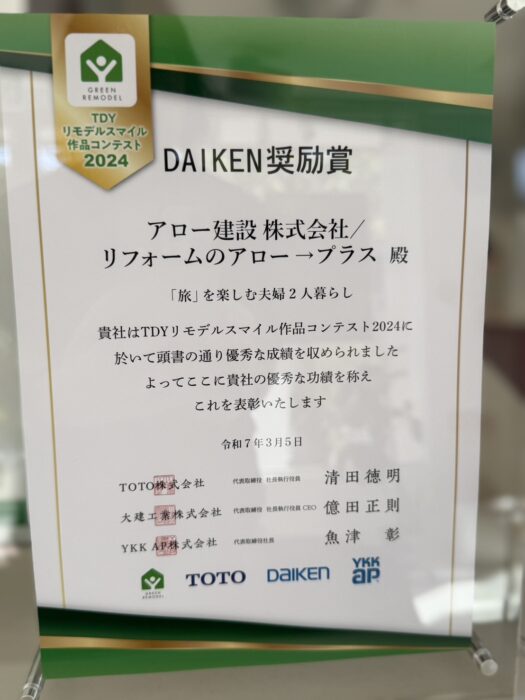 GREEN
REMODEL
TDY
リモデルスマイル
作品コンテスト
2024
DAIKEN奨励賞
アロー建設 株式会社／
リフォームのアロー→プラス 殿
「旅」を楽しむ夫婦2人暮らし
貴社はTDYリモデルスマイル作品コンテスト2024に
於いて頭書の通り優秀な成績を収められました
よってここに貴社の優秀な功績を称え
これを表彰いたします
令和7年3月5日
TOTO株式会社 代表取締役 社長執行役員 清田徳明
大建工業株式会社 代表取締役 社長執行役員 CEO 億田正則
YKK AP株式会社 代表取締役社長 魚津 彰
GREEN
REMODEL
TOTO
DAIKEN
YKK
ap